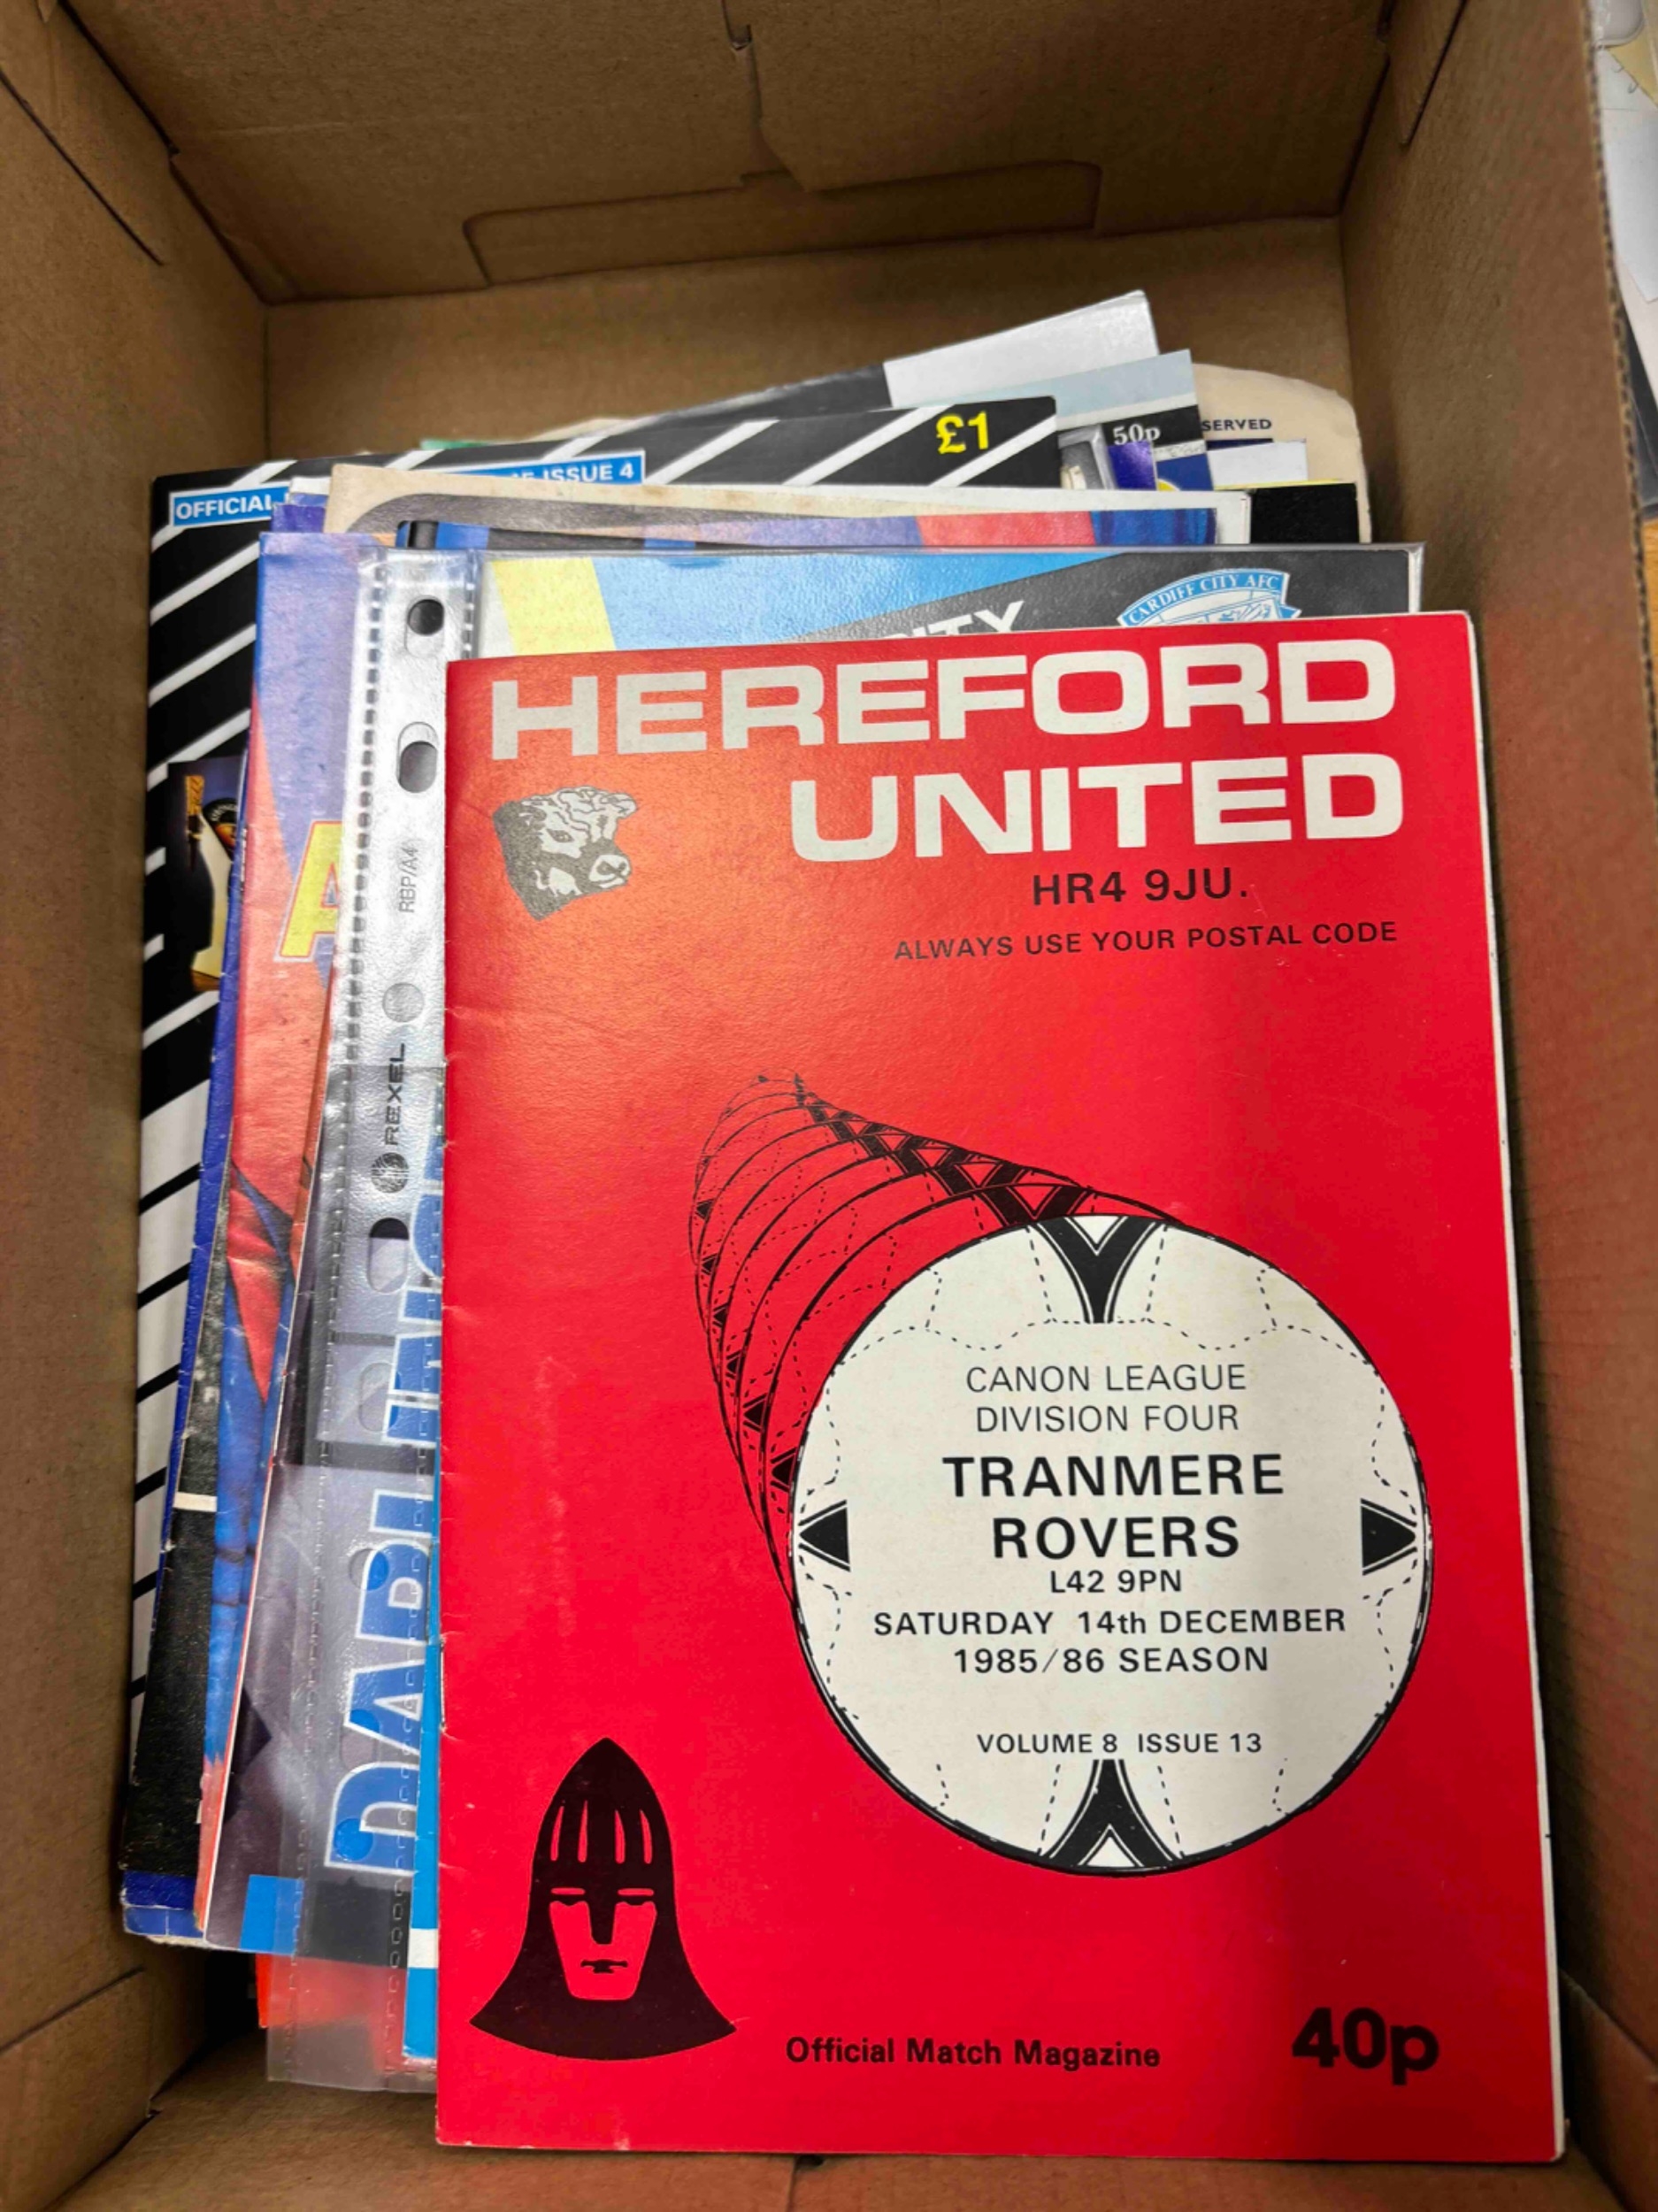 £1
50p
SERVED
ISSUE 4
OFFICIAL
CARDIFF CITY AFC
HEREFORD
UNITED
HR4 9JU.
ALWAYS USE YOUR POSTAL CODE
RBP/A4
REXEL
CANON LEAGUE
DIVISION FOUR
TRANMERE
ROVERS
L42 9PN
SATURDAY 14th DECEMBER
1985/86 SEASON
VOLUME 8 ISSUE 13
Official Match Magazine
40p